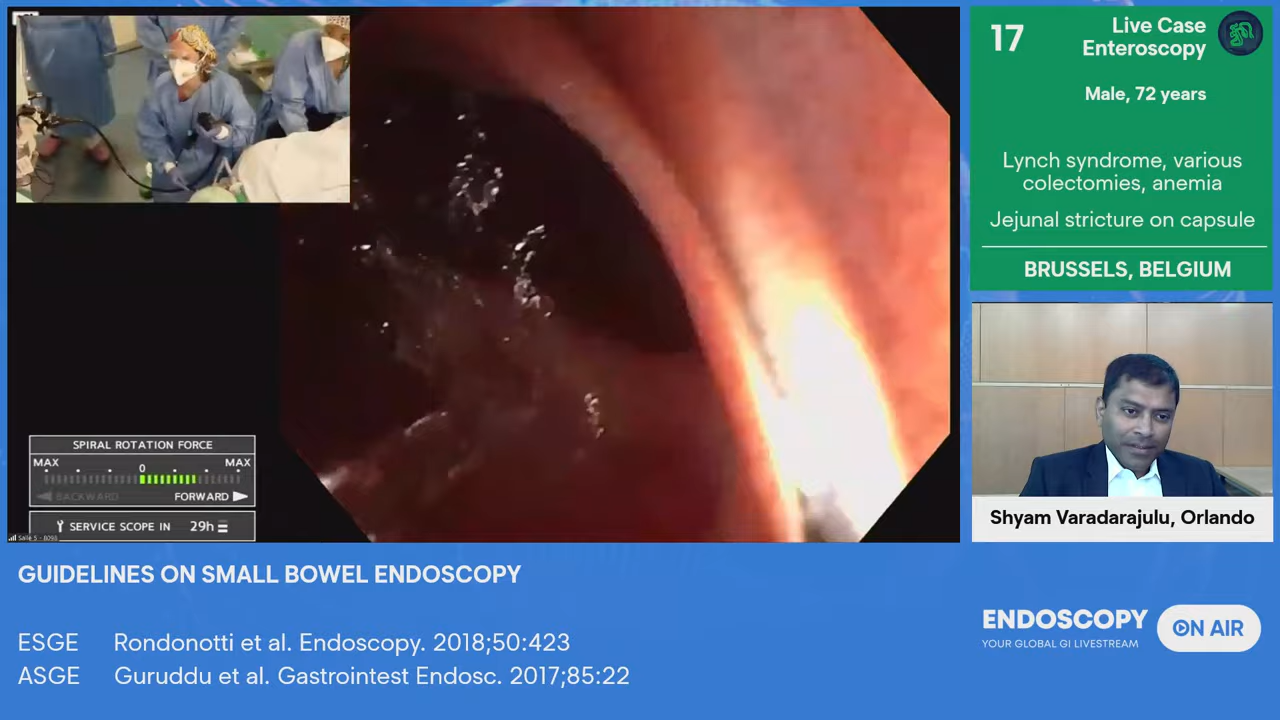 17
Live Case
Enteroscopy
Male, 72 years
Lynch syndrome, various
colectomies, anemia
Jejunal stricture on capsule
BRUSSELS, BELGIUM
SPIRAL ROTATION FORCE
MAX 0 MAX
BACKWARD FORWARD
SERVICE SCOPE IN 29h
Shyam Varadarajulu, Orlando
GUIDELINES ON SMALL BOWEL ENDOSCOPY
ESGE Rondonotti et al. Endoscopy. 2018;50:423
ASGE Guruddu et al. Gastrointest Endosc. 2017;85:22
ENDOSCOPY ON AIR
YOUR GLOBAL GI LIVESTREAM